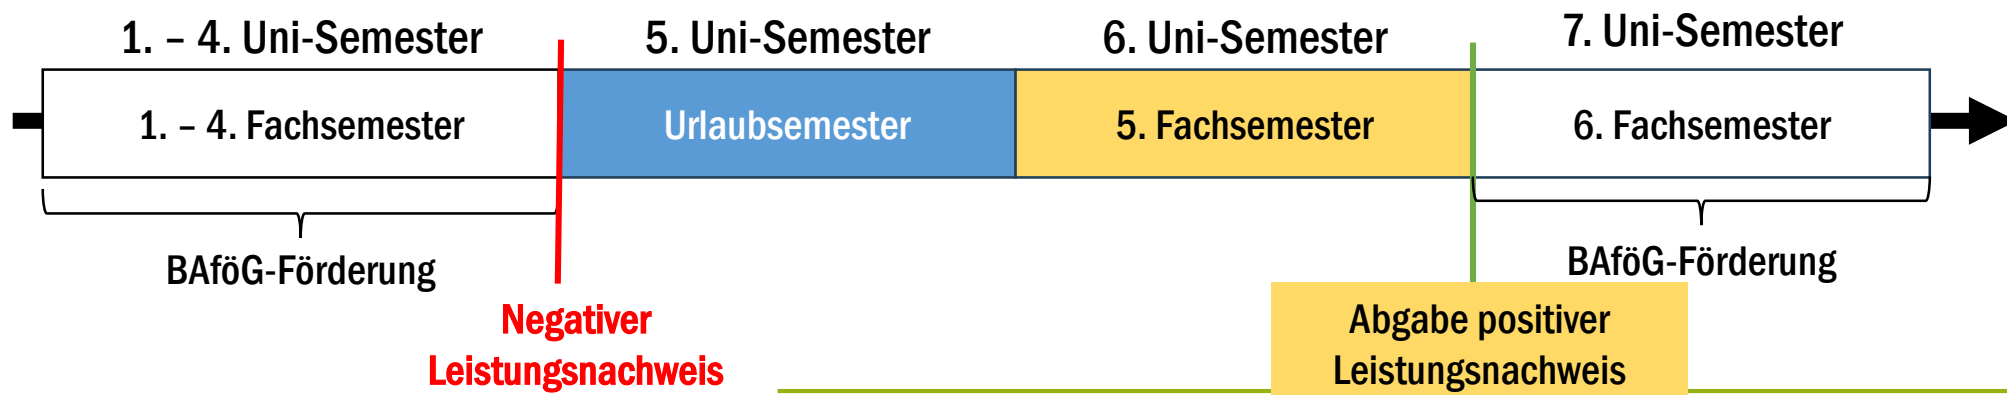 1. – 4. Uni-Semester
5. Uni-Semester
6. Uni-Semester
7. Uni-Semester
1. – 4. Fachsemester
Urlaubsemester
5. Fachsemester
6. Fachsemester
BAföG-Förderung
BAföG-Förderung
Negativer
Leistungsnachweis
Abgabe positiver
Leistungsnachweis